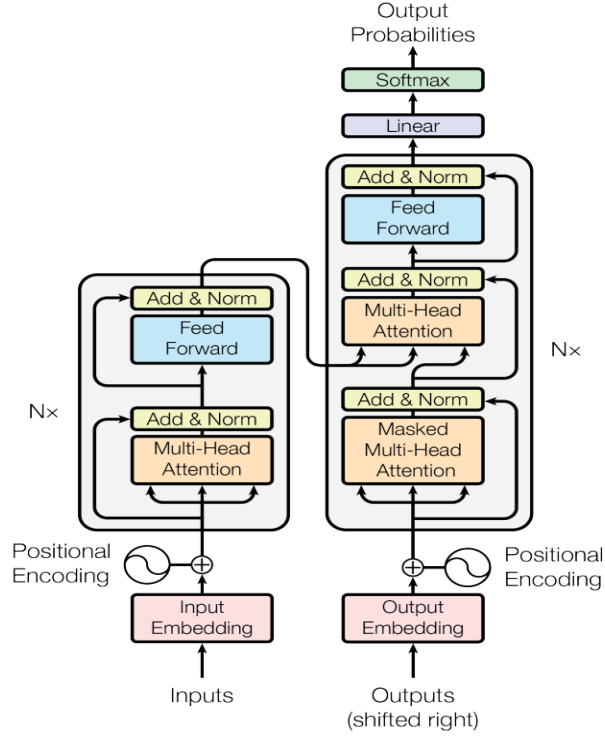 Output
Probabilities
Softmax
Linear
Add & Norm
Feed
Forward
Add & Norm
Multi-Head
Attention
Add & Norm
Masked
Multi-Head
Attention
N×
Add & Norm
Feed
Forward
Add & Norm
Multi-Head
Attention
N×
Positional
Encoding
Positional
Encoding
Input
Embedding
Output
Embedding
Inputs
Outputs
(shifted right)